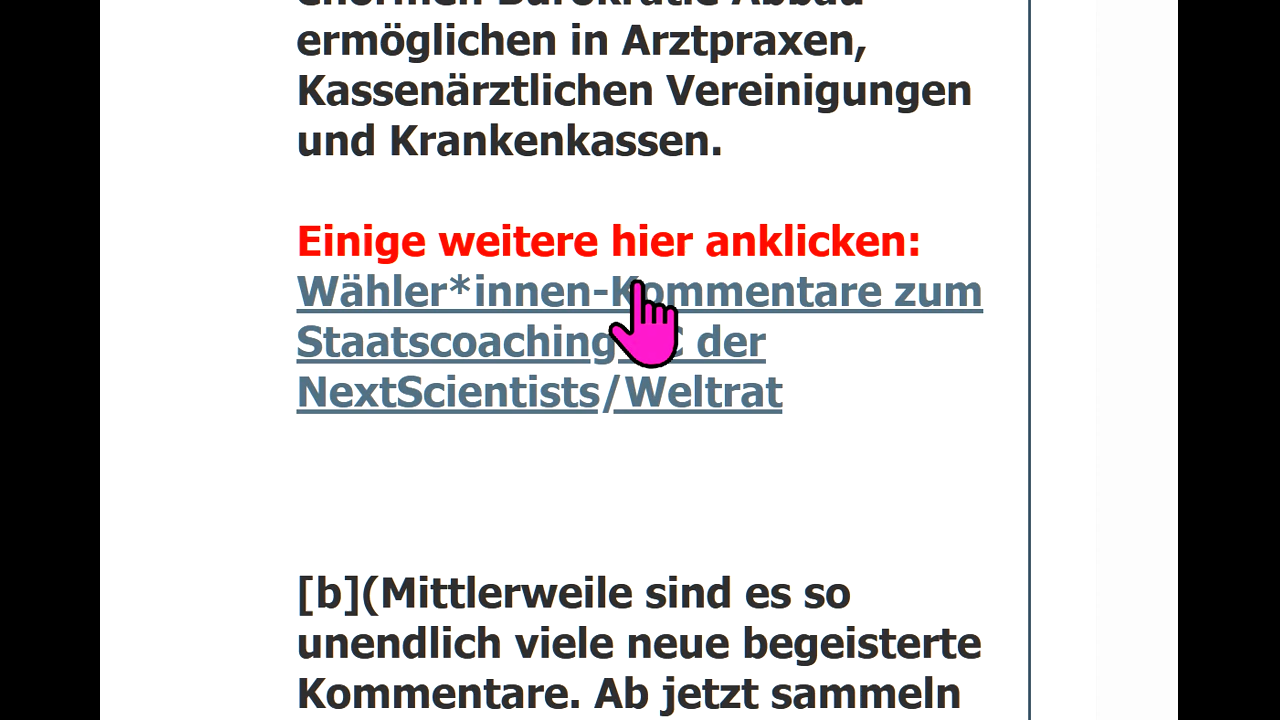 ermöglichen in Arztpraxen,
Kassenärztlichen Vereinigungen
und Krankenkassen.
Einige weitere hier anklicken:
Wähler*innen-Kommentare zum
Staatscoaching der
NextScientists/Weltrat
[b](Mittlerweile sind es so
unendlich viele neue begeisterte
Kommentare. Ab jetzt sammeln